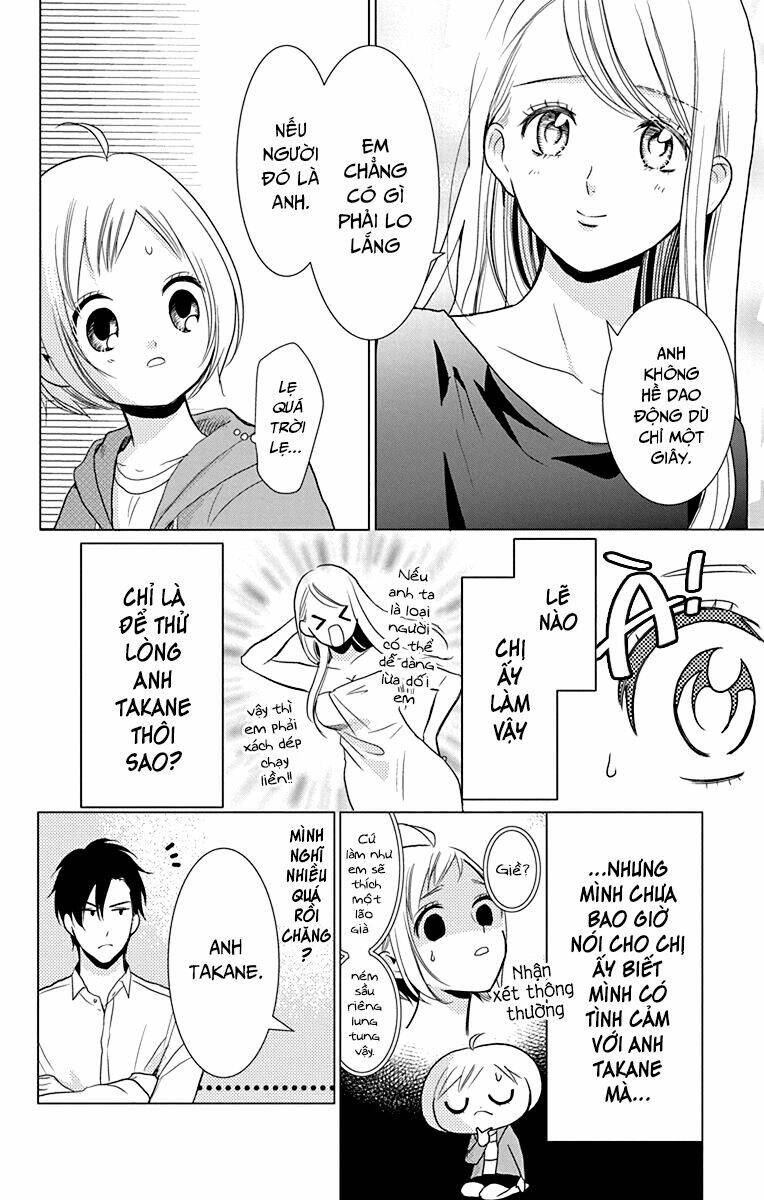 ANH
KHÔNG
HỀ DAO
ĐỘNG DÙ
CHỈ MỘT
GIÂY.
EM
CHẲNG
CÓ GÌ
PHẢI LO
LẮNG
NẾU
NGƯỜI
ĐÓ LÀ
ANH.
LẸ
QUÁ
TRỜI
LẸ...
A!
LẼ
NÀO
CHỊ
ẤY
LÀM
VẬY
Nếu
anh ta
là loại
người
có thể
dễ dàng
lừa dối
em
vậy thì
em phải
xách dép
chạy
liền!!
CHỈ LÀ
ĐỂ THỬ
LÒNG
ANH
TAKANE
THÔI
SAO?
...NHƯNG
MÌNH CHƯA
BAO GIỜ
NÓI CHO CHỊ
ẤY BIẾT
MÌNH CÓ
TÌNH CẢM
VỚI ANH
TAKANE
MÀ...
Giề?
Nhận
xét thông
thường
Cứ
làm như
em sẽ
thích
một
lão
già
ném
sầu
riêng
lung
tung
vậy.
MÌNH
NGHĨ
NHIỀU
QUÁ
RỒI
CHĂNG?
ANH
TAKANE.